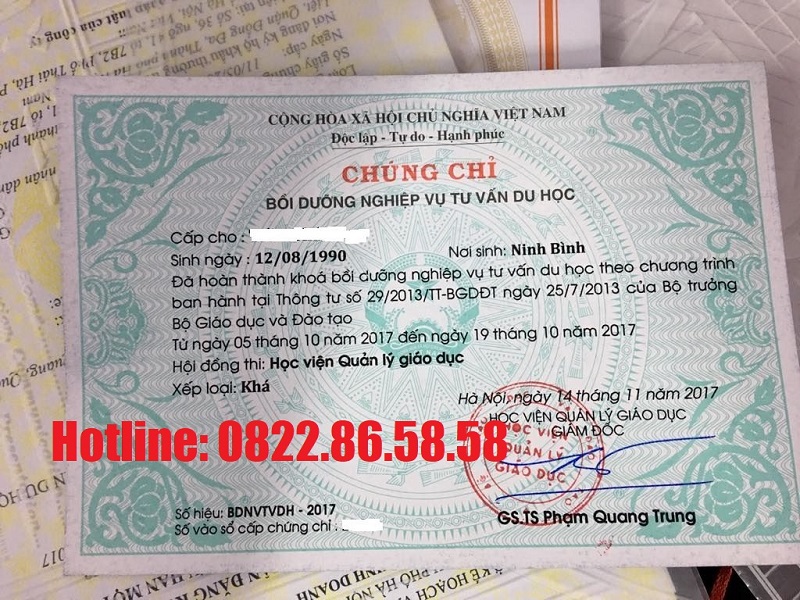 CỘNG HÒA XÃ HỘI CHỦ NGHĨA VIỆT NAM
Độc lập - Tự do - Hạnh phúc
CHỨNG CHỈ
BỒI DƯỠNG NGHIỆP VỤ TƯ VẤN DU HỌC
Cấp cho :
Sinh ngày : 12/08/1990 Nơi sinh: Ninh Bình
Đã hoàn thành khoá bồi dưỡng nghiệp vụ tư vấn du học theo chương trình
ban hành tại Thông tư số 29/2013/TT-BGDĐT ngày 25/7/2013 của Bộ trưởng
Bộ Giáo dục và Đào tạo
Từ ngày 05 tháng 10 năm 2017 đến ngày 19 tháng 10 năm 2017
Hội đồng thi: Học viện Quản lý giáo dục
Xếp loại: Khá
Hà Nội, ngày 14 tháng 11 năm 2017
HỌC VIỆN QUẢN LÝ GIÁO DỤC
GIÁM ĐỐC
HỌC VIỆN
QUẢN LÝ
GIÁO DỤC
Hotline: 0822.86.58.58
Số hiệu: BDNVTVDH - 2017
Số vào sổ cấp chứng chỉ :
GS.TS Phạm Quang Trung